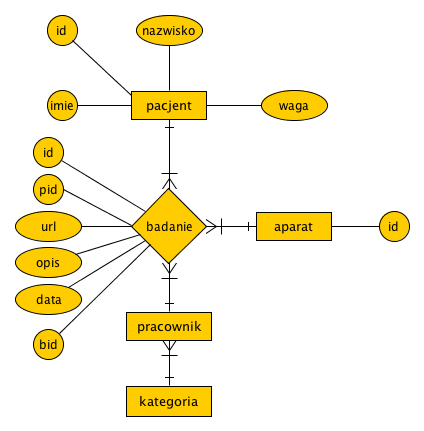 id
nazwisko
imie
pacjent
waga
id
pid
url
badanie
aparat
id
opis
data
bid
pracownik
kategoria